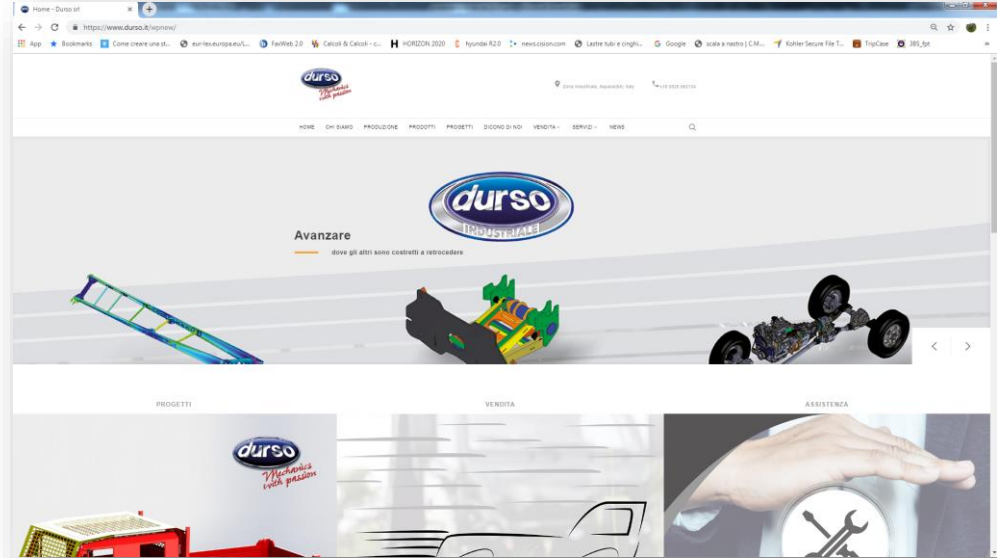 Home - Durso srl
https://www.durso.it/wpnew/
App Bookmarks Come creare una st... eur-lex.europa.eu/L... FaxWeb 2.0 Calcoli & Calcoli - c... HORIZON 2020 hyundai R2.0 news.cision.com Lastre tubi e cinghi... Google scala a nastro | C.M... Kohler Secure File T... TripCase 385_fpt
durso
Mechanics
with passion
Zona Industriale, Italy
HOME CHI SIAMO PRODUZIONE PRODOTTI PROGETTI DICONO DI NOI VENDITA SERVIZI NEWS
durso
INDUSTRIALE
Avanzare
dove gli altri sono costretti a retrocedere
PROGETTI VENDITA ASSISTENZA
durso
Mechanics
with passion